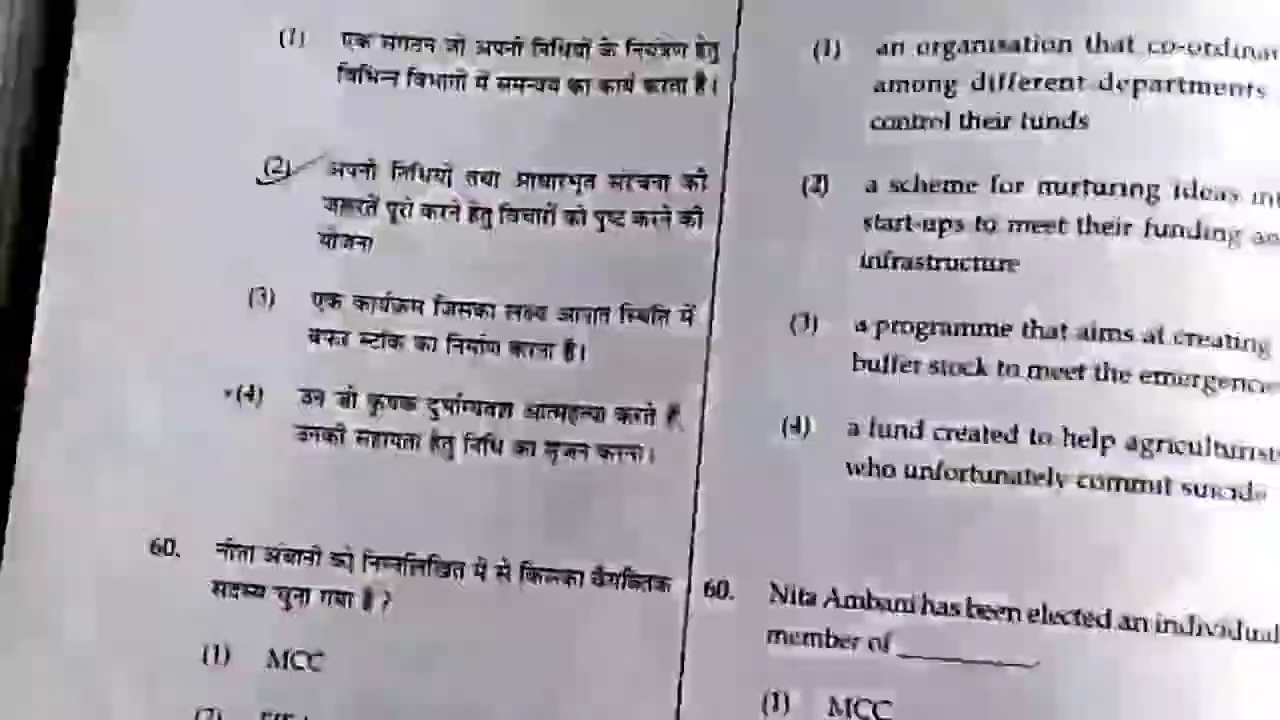 (1) एक संगठन जो अपनी निधियों के नियंत्रण हेतु
विभिन्न विभागों में समन्वय का कार्य करता है।
(2) अपनी निधियों तथा आधारभूत संरचना की
जरूरतें पूरी करने हेतु विचारों को पुष्ट करने की
योजना
(3) एक कार्यक्रम जिसका लक्ष्य आपात स्थिति में
बफर स्टॉक का निर्माण करना है।
(4) उन जो कृषक दुर्भाग्यवश आत्महत्या करते हैं,
उनकी सहायता हेतु निधि का सृजन करना।
60. नीता अंबानी को निम्नलिखित में से किसका वैयक्तिक
सदस्य चुना गया है ?
(1) MCC
(2)
(1) an organisation that co-ordinat
among different departments
control their funds
(2) a scheme for nurturing ideas int
start-ups to meet their funding an
infrastructure
(3) a programme that aims at creating
buffer stock to meet the emergence
(4) a fund created to help agriculturists
who unfortunately commit suicide
60. Nita Ambani has been elected an individual
member of ________
(1) MCC